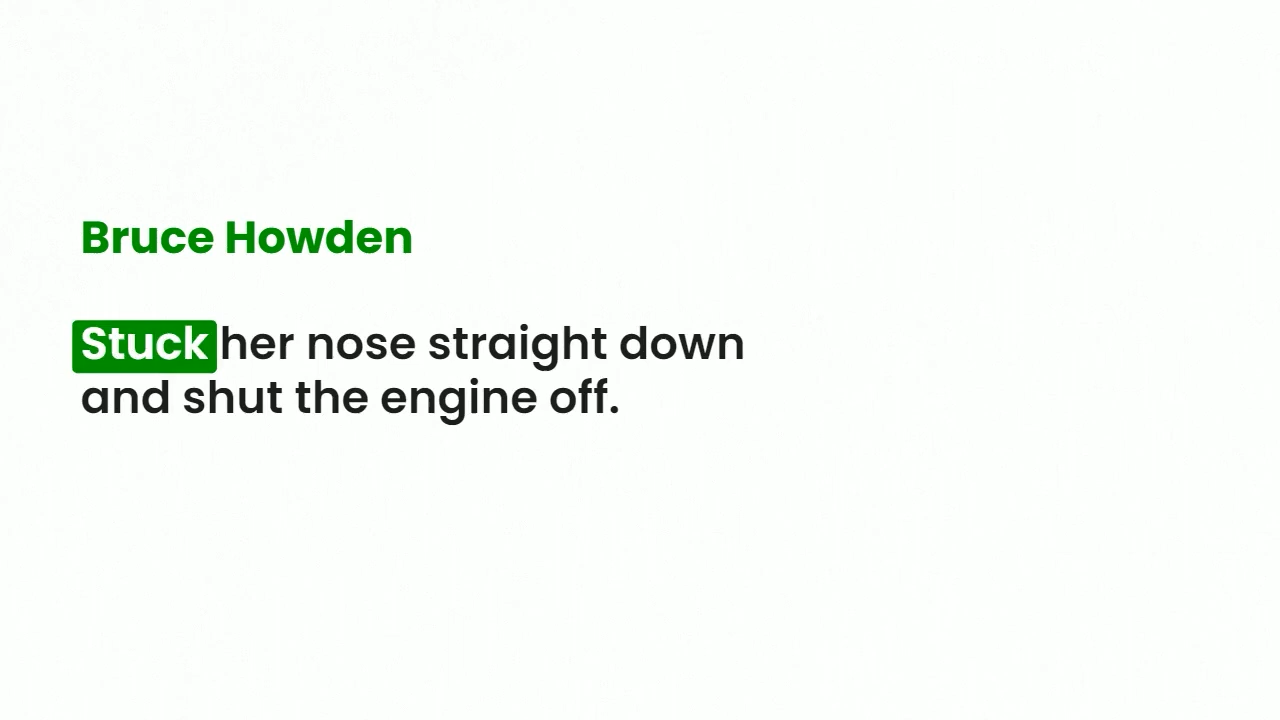 Bruce Howden
Stuck her nose straight down
and shut the engine off.